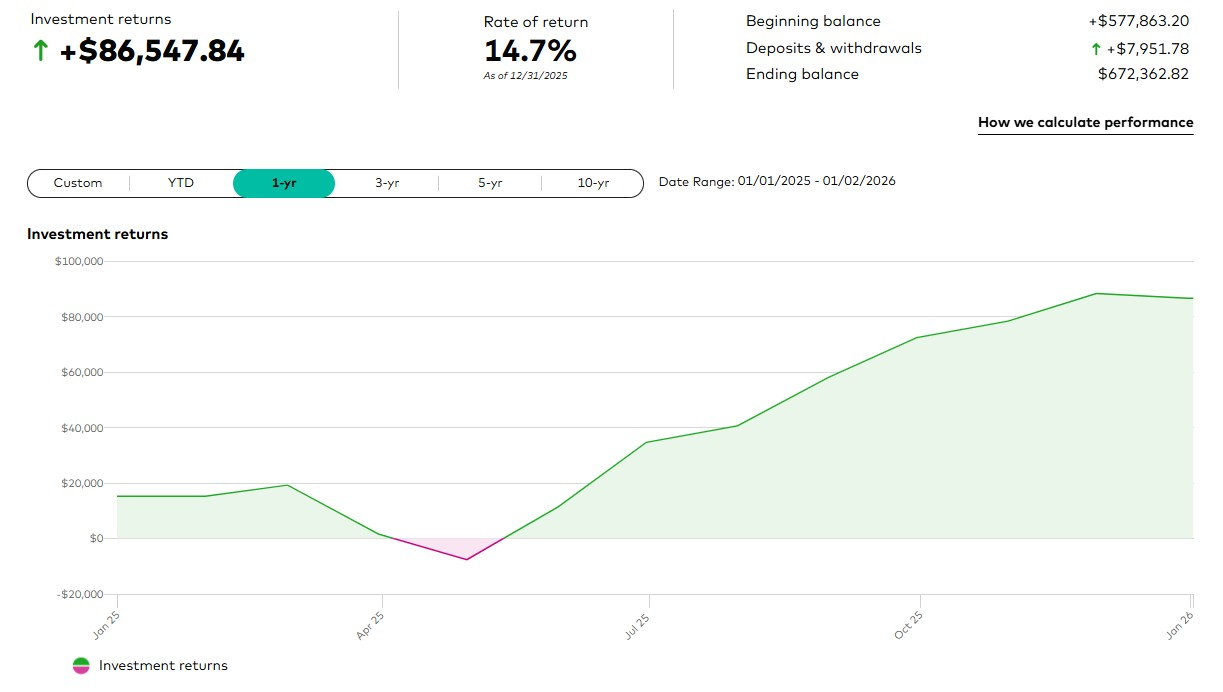 Investment returns
+$86,547.84
Rate of return
14.7%
As of 12/31/2025
Beginning balance +$577,863.20
Deposits & withdrawals +$7,951.78
Ending balance $672,362.82
How we calculate performance
Custom YTD 1-yr 3-yr 5-yr 10-yr Date Range: 01/01/2025 - 01/02/2026
Investment returns
$100,000
$80,000
$60,000
$40,000
$20,000
$0
-$20,000
Jan 25 Apr 25 Jul 25 Oct 25 Jan 26
Investment returns